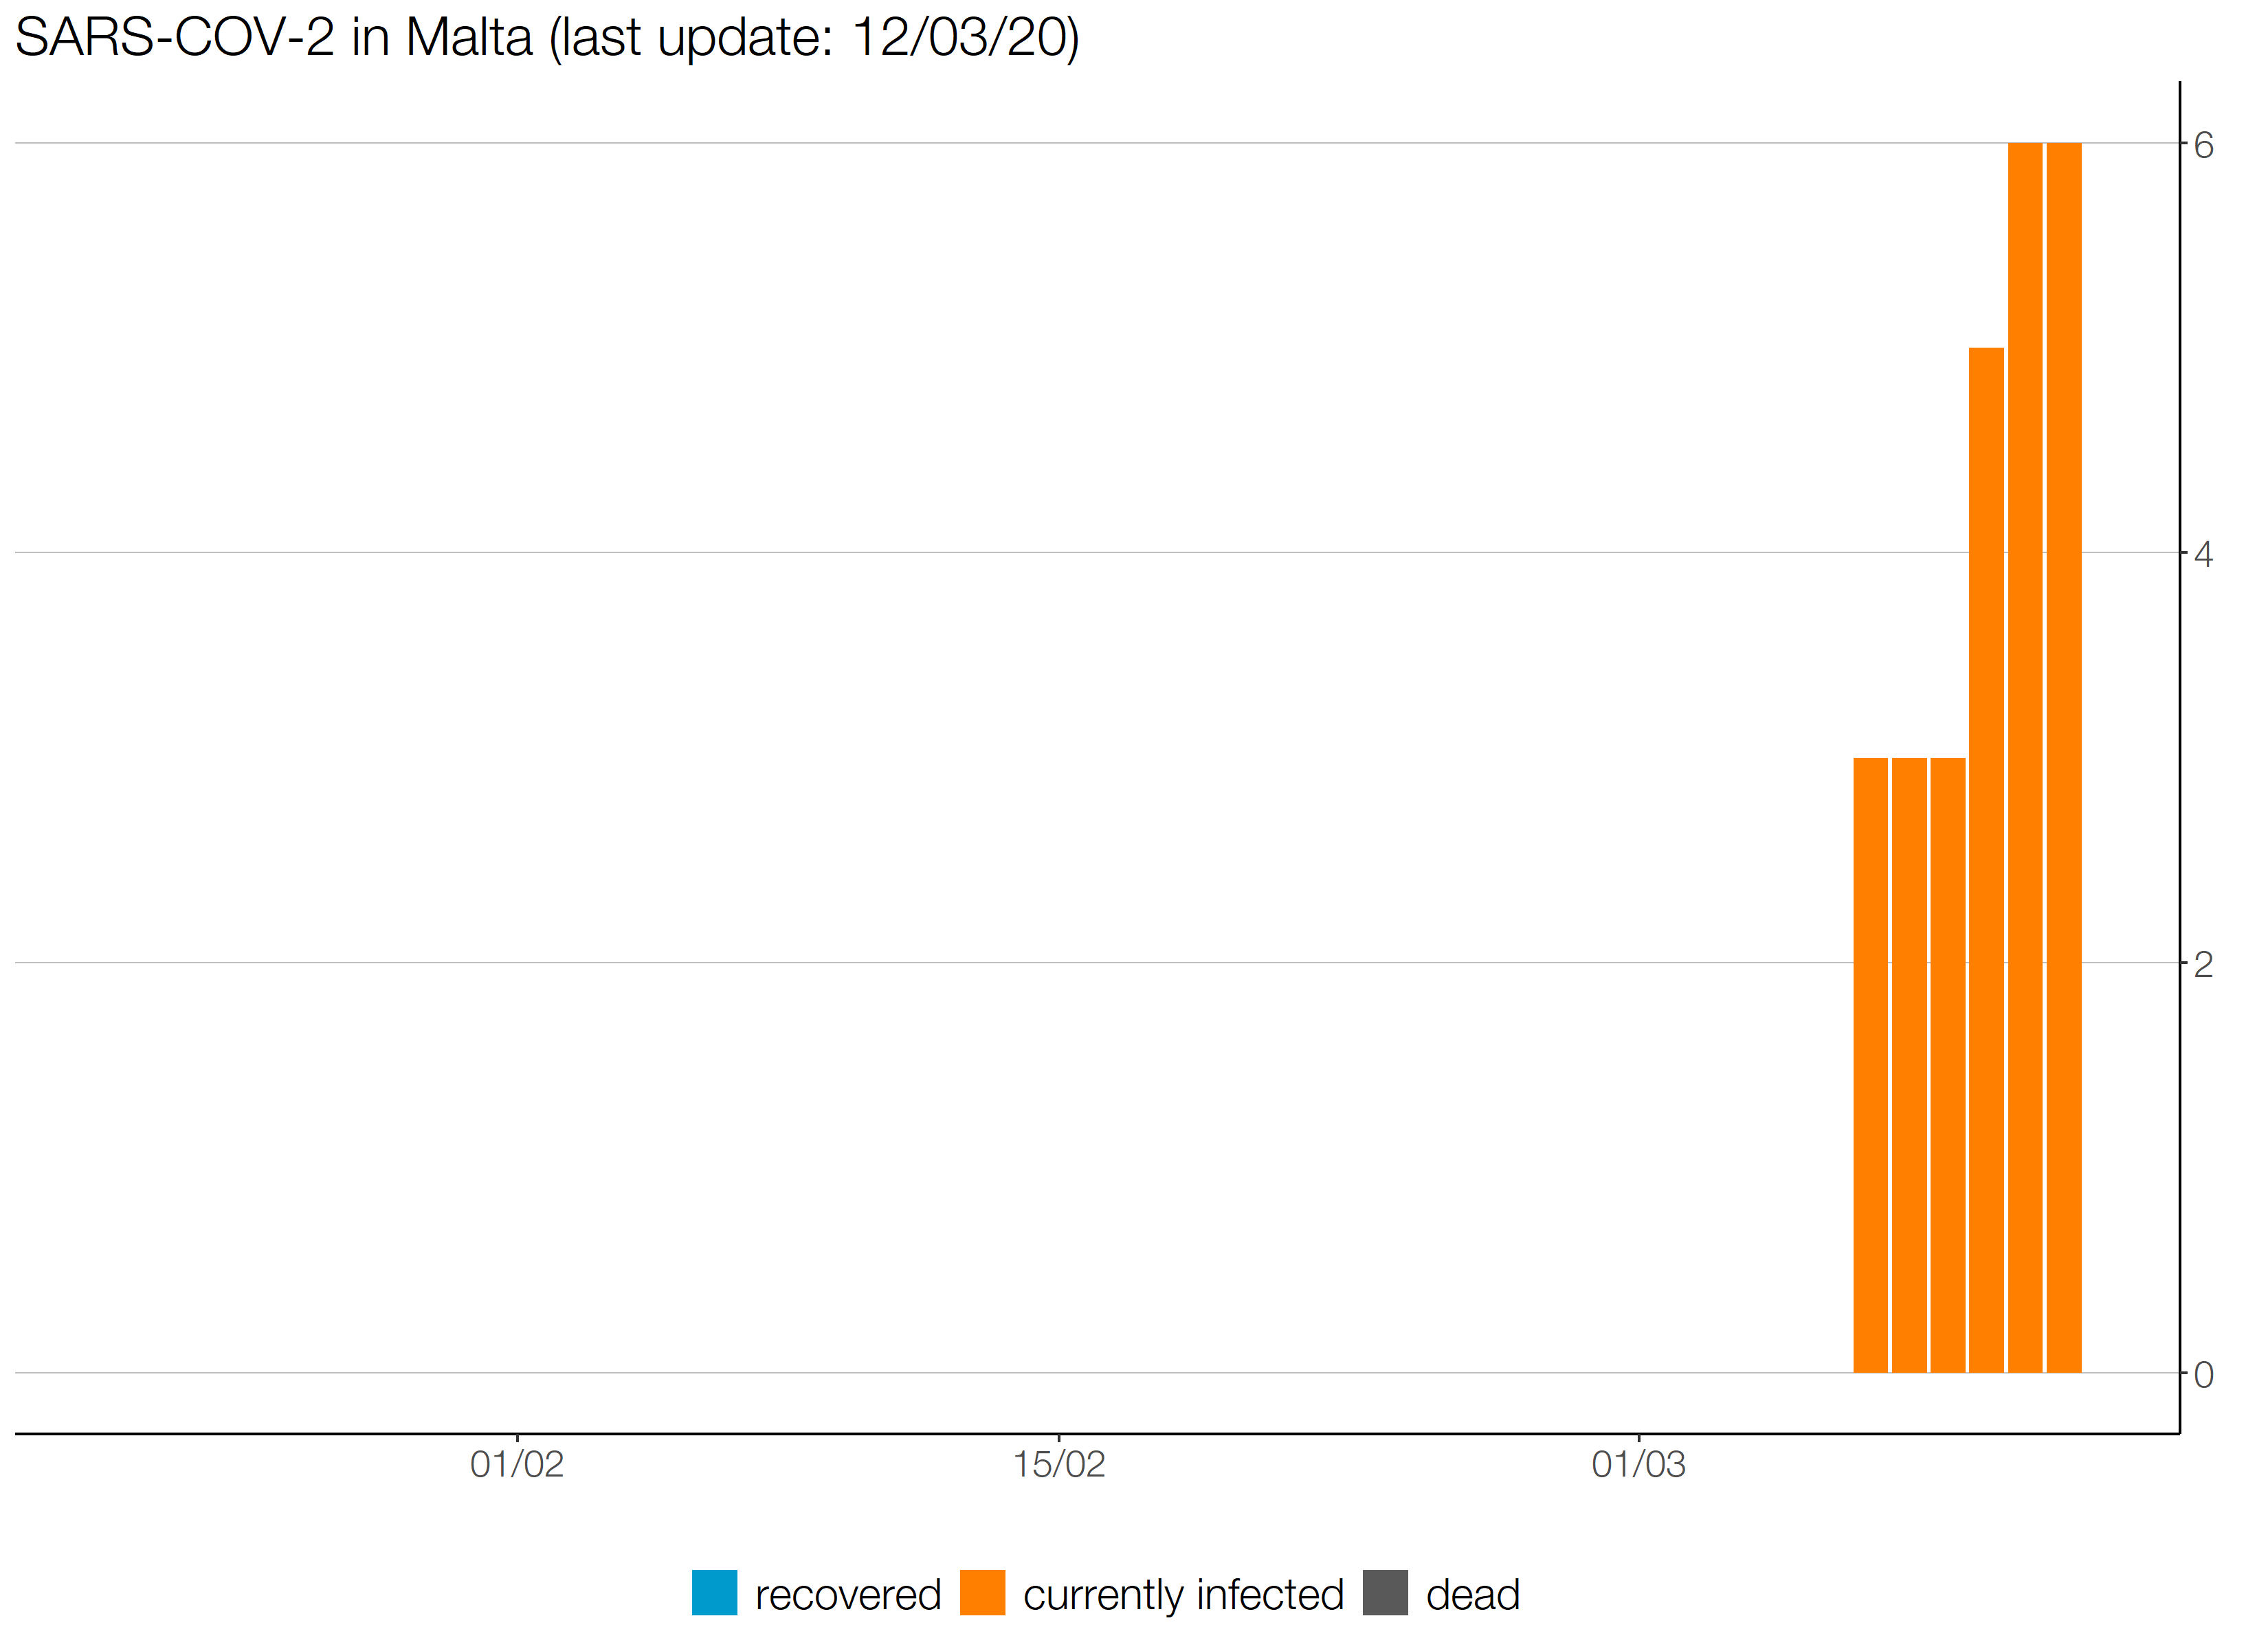 SARS-COV-2 in Malta (last update: 12/03/20)
6
4
2
0
01/02 15/02 01/03
recovered currently infected dead